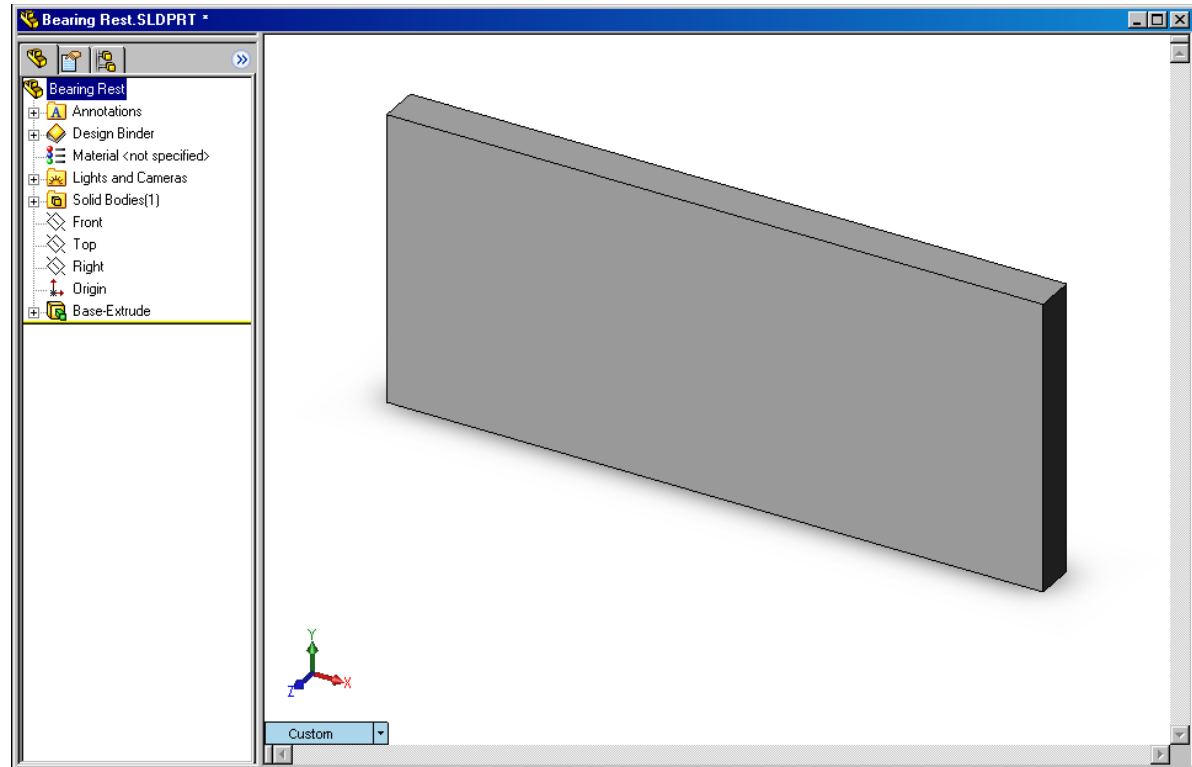 Bearing Rest.SLDPRT *
Bearing Rest
A Annotations
Design Binder
Material <not specified>
Lights and Cameras
Solid Bodies(1)
Front
Top
Right
Origin
Base-Extrude
Y
X
Z
Custom